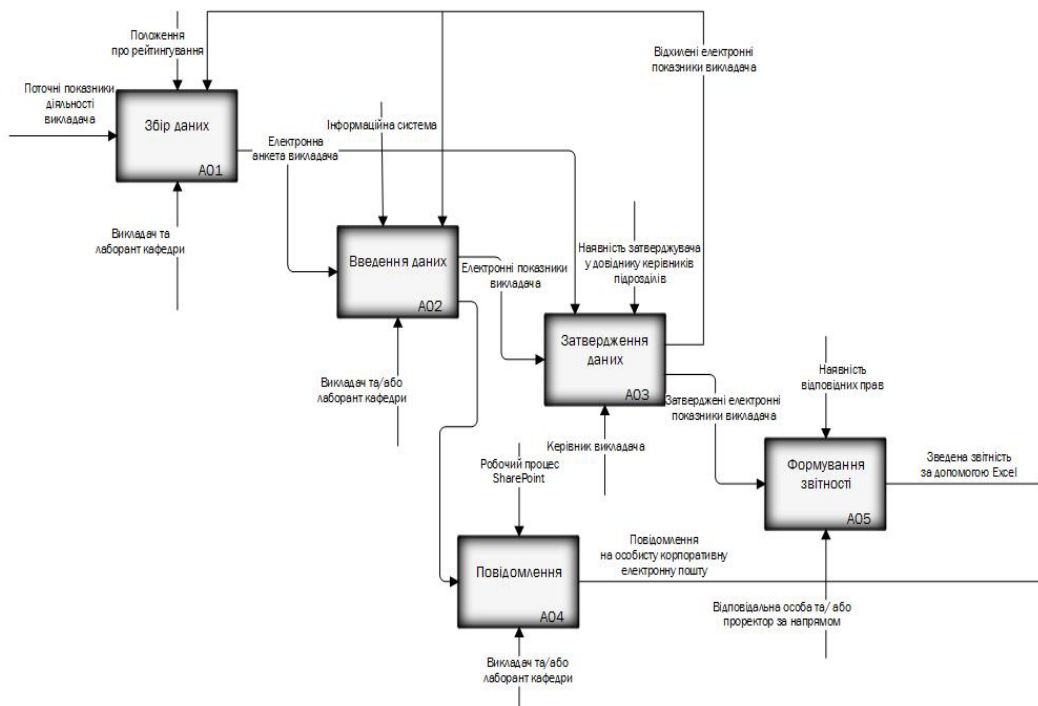 Положення
про рейтингування
Відхилені електронні
показники викладача
Поточні показники
діяльності
викладача
Збір даних
A01
Інформаційна система
Електронна
анкета викладача
Викладач та
лаборант кафедри
Введення даних
A02
Електронні показники
викладача
Наявність затверджувача
у довіднику керівників
підрозділів
Затвердження
даних
A03
Викладач та/або
лаборант кафедри
Наявність
відповідних прав
Затверджені електронні
показники викладача
Керівник викладача
Робочий процес
SharePoint
Формування
звітності
A05
Зведена звітність
за допомогою Excel
Повідомлення
A04
Повідомлення
на особисту корпоративну
електронну пошту
Відповідальна особа та/ або
проректор за напрямом
Викладач та/або
лаборант кафедри